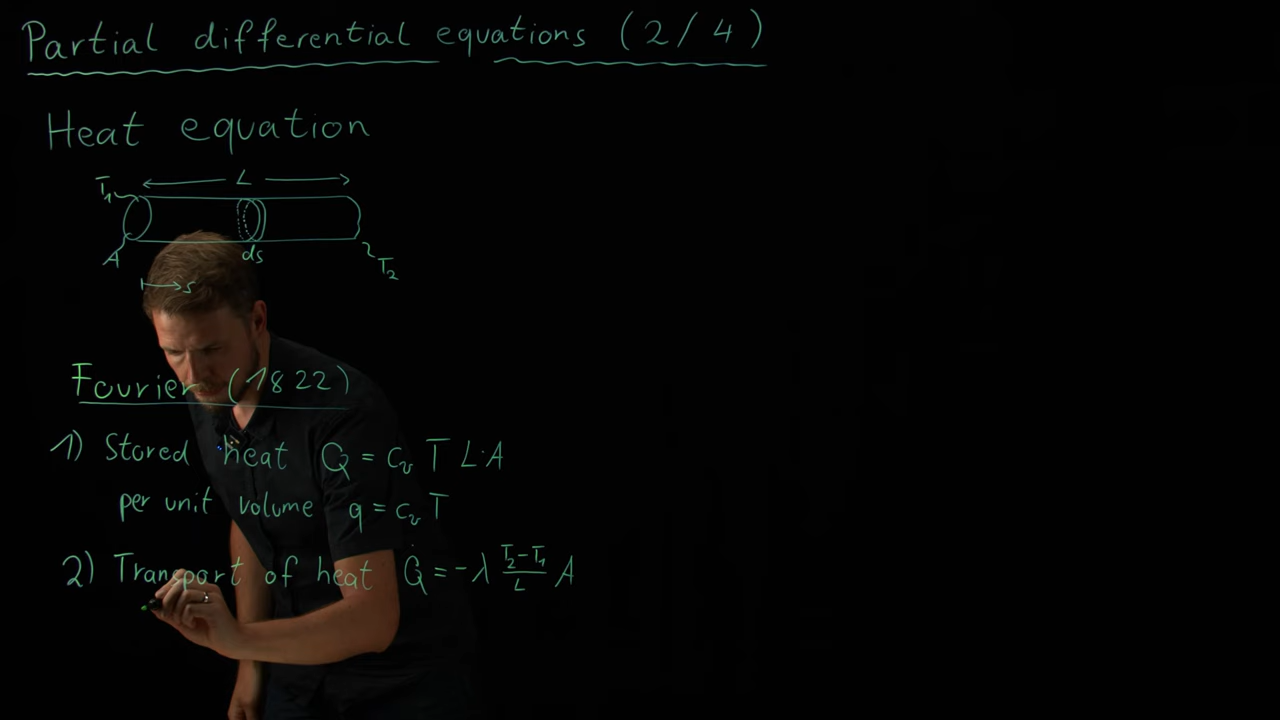 Partial differential equations (2/4)
Heat equation
L
T₁
A
ds
T₂
s
Fourier (1822)
1) Stored heat Q = cᵥ T L·A
per unit volume q = cᵥ T
2) Transport of heat Q̇ = -λ (T₂-T₁)/L A